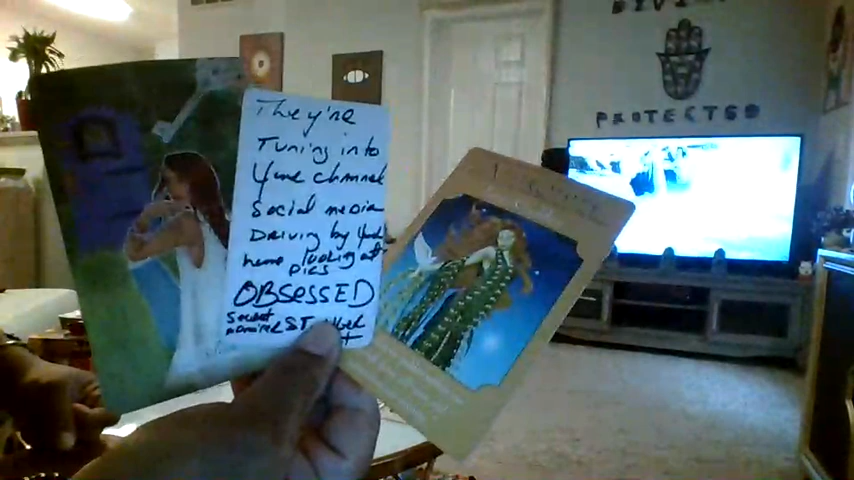 They're
Tuning into
Your channel
Social media
Driving by Your
home looking at
pics
OBSESSED
Secret
Admirer
DIVINE
PROTECTED